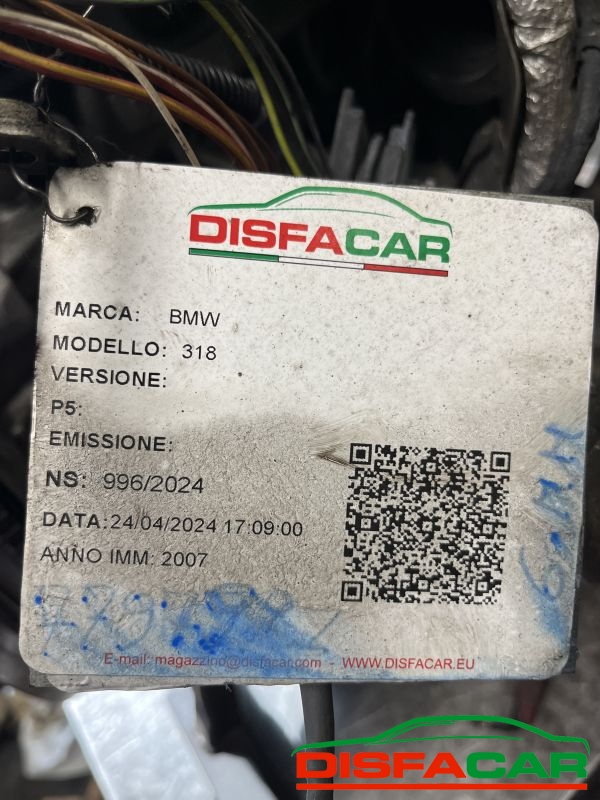 DISFACAR
MARCA: BMW
MODELLO: 318
VERSIONE:
P5:
EMISSIONE:
NS: 996/2024
DATA:24/04/2024 17:09:00
ANNO IMM: 2007
E-mail: magazzino@disfacar.com - WWW.DISFACAR.EU
DISFACAR